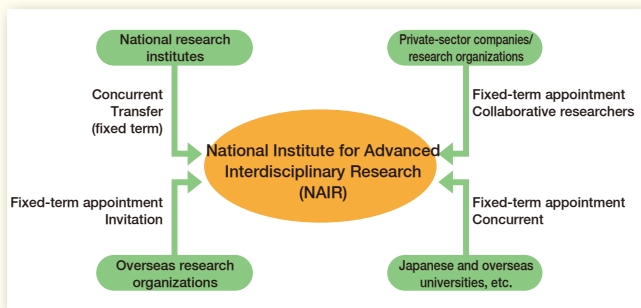 National research
institutes
Private-sector companies/
research organizations
Concurrent
Transfer
(fixed term)
Fixed-term appointment
Collaborative researchers
National Institute for Advanced
Interdisciplinary Research
(NAIR)
Fixed-term appointment
Invitation
Fixed-term appointment
Concurrent
Overseas research
organizations
Japanese and overseas
universities, etc.